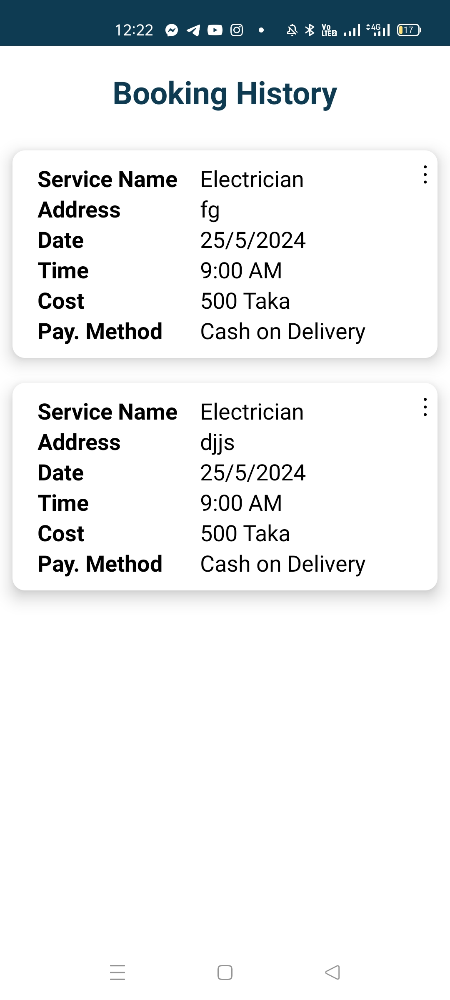 12:22 Vo LTE 2 4G 17
Booking History
Service Name Electrician
Address fg
Date 25/5/2024
Time 9:00 AM
Cost 500 Taka
Pay. Method Cash on Delivery
Service Name Electrician
Address djjs
Date 25/5/2024
Time 9:00 AM
Cost 500 Taka
Pay. Method Cash on Delivery